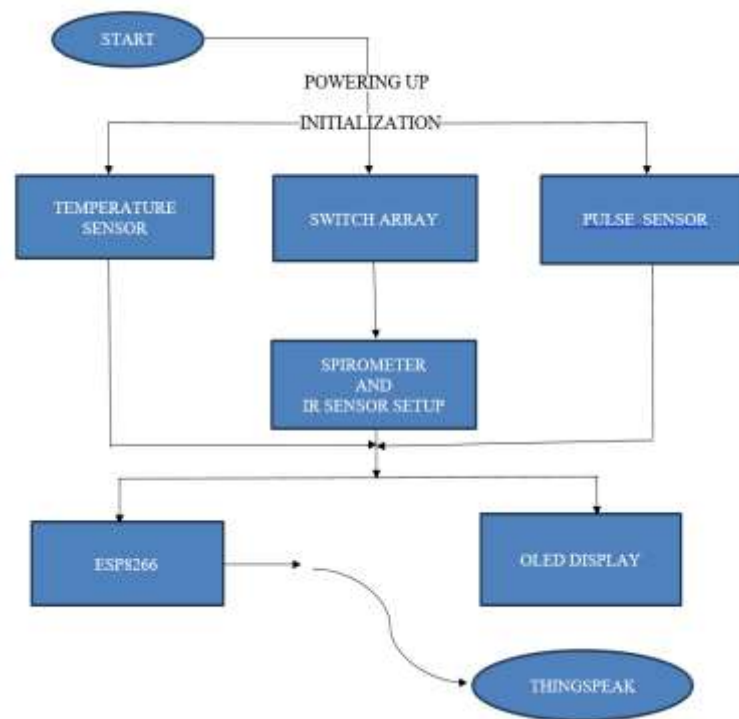 START
POWERING UP
INITIALIZATION
TEMPERATURE
SENSOR
SWITCH ARRAY
PULSE SENSOR
SPIROMETER
AND
IR SENSOR SETUP
ESP8266
OLED DISPLAY
THINGSPEAK